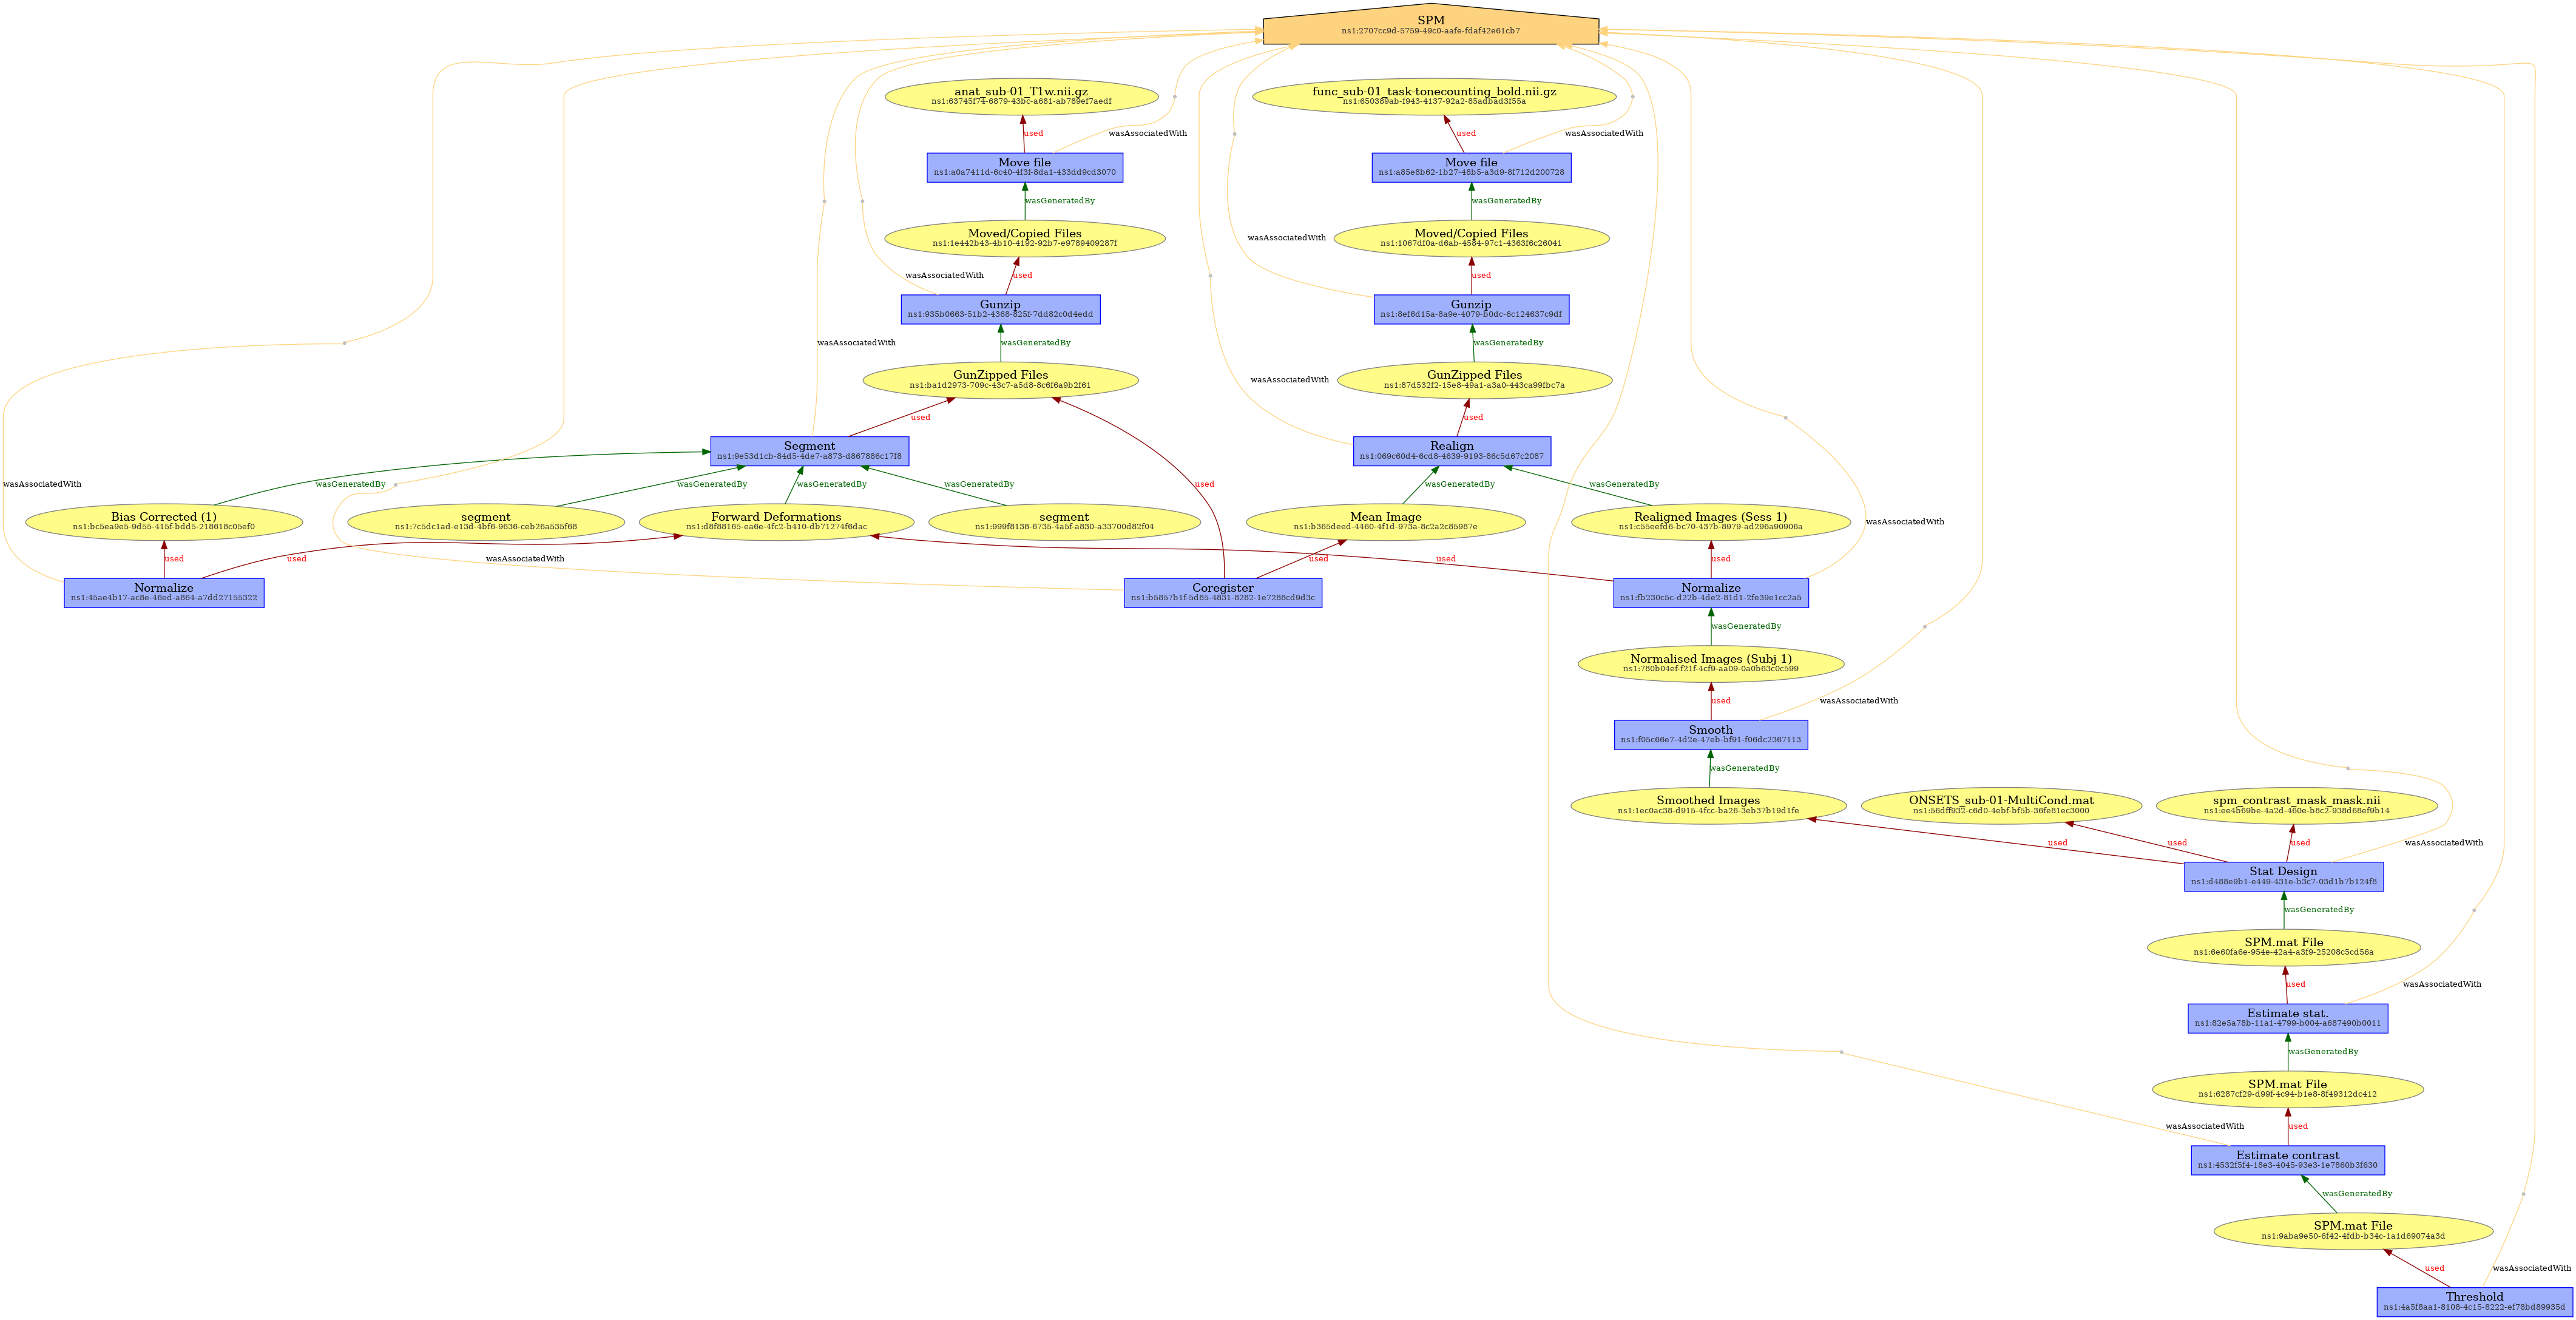 SPM
ns1:2707cc9d-5759-49c0-aafe-fdaf42e61cb7
anat_sub-01_T1w.nii.gz
ns1:63745f74-6879-43bc-a681-ab789ef7aedf
func_sub-01_task-tonecounting_bold.nii.gz
ns1:650389ab-f943-4137-92a2-85adbad3f55a
used
wasAssociatedWith
used
wasAssociatedWith
Move file
ns1:a0a7411d-6c40-4f3f-8da1-433dd9cd3070
Move file
ns1:a85e8b62-1b27-48b5-a3d9-8f712d200728
wasGeneratedBy
wasGeneratedBy
Moved/Copied Files
ns1:1e442b43-4b10-4192-92b7-e9789409287f
wasAssociatedWith
Moved/Copied Files
ns1:1067df0a-d6ab-4584-97c1-4363f6c26041
wasAssociatedWith
used
used
Gunzip
ns1:935b0663-51b2-4368-825f-7dd82c0d4edd
Gunzip
ns1:8ef6d15a-8a9e-4079-b0dc-6c124637c9df
wasAssociatedWith
wasGeneratedBy
wasGeneratedBy
GunZipped Files
ns1:ba1d2973-709c-43c7-a5d8-8c6f6a9b2f61
wasAssociatedWith
GunZipped Files
ns1:87d532f2-15e8-49a1-a3a0-443ca99fbc7a
used
used
Segment
ns1:9e53d1cb-84d5-4de7-a873-d867886c17f8
Realign
ns1:069c60d4-6cd8-4639-9193-86c5d67c2087
wasAssociatedWith
wasGeneratedBy
wasGeneratedBy
wasGeneratedBy
wasGeneratedBy
used
wasGeneratedBy
wasGeneratedBy
Bias Corrected (1)
ns1:bc5ea9e5-9d55-415f-bdd5-218618c05ef0
segment
ns1:7c5dc1ad-e13d-4bf6-9636-ceb26a535f68
Forward Deformations
ns1:d8f88165-ea6e-4fc2-b410-db71274f6dac
segment
ns1:999f8138-6735-4a5f-a830-a33700d82f04
Mean Image
ns1:b365deed-4460-4f1d-973a-8c2a2c85987e
Realigned Images (Sess 1)
ns1:c55eefd6-bc70-437b-8979-ad296a90906a
wasAssociatedWith
used
used
wasAssociatedWith
used
used
used
Normalize
ns1:45ae4b17-ac8e-46ed-a864-a7dd27155322
Coregister
ns1:b5857b1f-5d85-4831-8282-1e7288cd9d3c
Normalize
ns1:fb230c5c-d22b-4de2-81d1-2fe39e1cc2a5
wasGeneratedBy
Normalised Images (Subj 1)
ns1:780b04ef-f21f-4cf9-aa09-0a0b63c0c599
used
wasAssociatedWith
Smooth
ns1:f05c66e7-4d2e-47eb-bf91-f06dc2367113
wasGeneratedBy
Smoothed Images
ns1:1ec0ac38-d915-4fcc-ba26-3eb37b19d1fe
ONSETS_sub-01-MultiCond.mat
ns1:56dff932-c6d0-4ebf-bf5b-36fe81ec3000
spm_contrast_mask_mask.nii
ns1:ee4b69be-4a2d-460e-b8c2-938d68ef9b14
used
used
used
wasAssociatedWith
Stat Design
ns1:d488e9b1-e449-431e-b3c7-03d1b7b124f8
wasGeneratedBy
SPM.mat File
ns1:6e60fa6e-954e-42a4-a3f9-25208c5cd56a
used
wasAssociatedWith
Estimate stat.
ns1:82e5a78b-11a1-4799-b004-a687490b0011
wasGeneratedBy
SPM.mat File
ns1:6287cf29-d99f-4c94-b1e8-8f49312dc412
wasAssociatedWith
used
Estimate contrast
ns1:4532f5f4-18e3-4045-93e3-1e7860b3f630
wasGeneratedBy
SPM.mat File
ns1:9aba9e50-6f42-4fdb-b34c-1a1d69074a3d
used
wasAssociatedWith
Threshold
ns1:4a5f8aa1-8108-4c15-8222-ef78bd89935d